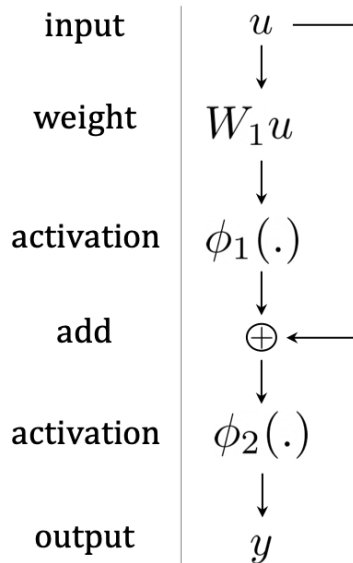 input u
weight W₁u
activation ϕ₁(.)
add ⊕
activation ϕ₂(.)
output y